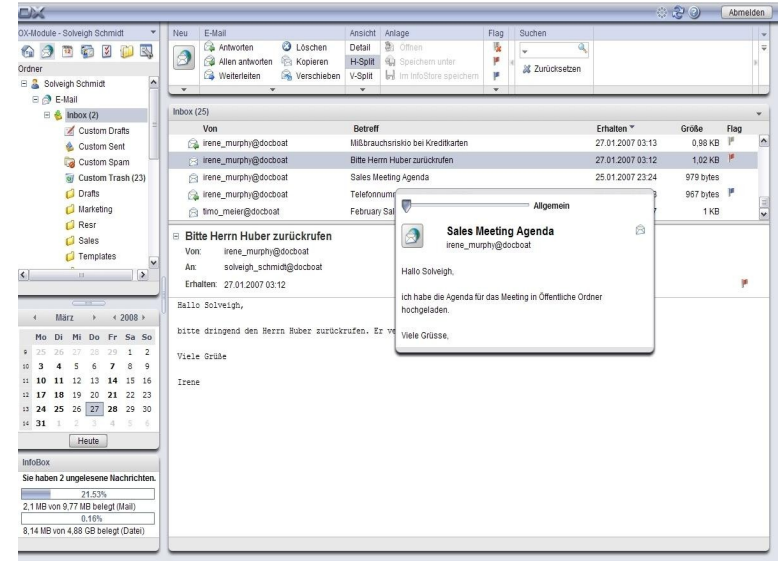 OX
Abmelden
OX-Module - Solveigh Schmidt
Neu E-Mail Ansicht Anlage Flag Suchen
Antworten Löschen Detail Öffnen
Allen antworten Kopieren H-Split Speichern unter
Weiterleiten Verschieben V-Split Im InfoStore speichern Zurücksetzen
Ordner
Solveigh Schmidt
E-Mail
Inbox (2)
Custom Drafts
Custom Sent
Custom Spam
Custom Trash (23)
Drafts
Marketing
Resr
Sales
Templates
Inbox (25)
Von Betreff Erhalten Größe Flag
irene_murphy@docboat Mißbrauchsriskio bei Kreditkarten 27.01.2007 03:13 0,98 KB
irene_murphy@docboat Bitte Herrn Huber zurückrufen 27.01.2007 03:12 1,02 KB
irene_murphy@docboat Sales Meeting Agenda 25.01.2007 23:24 979 bytes
irene_murphy@docboat 967 bytes
timo_meier@docboat February Sal 1 KB
Allgemein
Sales Meeting Agenda
irene_murphy@docboat
Hallo Solveigh,
ich habe die Agenda für das Meeting in Öffentliche Ordner
hochgeladen.
Viele Grüsse,
Bitte Herrn Huber zurückrufen
Von: irene_murphy@docboat
An: solveigh_schmidt@docboat
Erhalten: 27.01.2007 03:12
Hallo Solveigh,
bitte dringend den Herrn Huber zurückrufen. Er ve
Viele Grüße
Irene
März 2008
Mo Di Mi Do Fr Sa So
9 25 26 27 28 29 1 2
10 3 4 5 6 7 8 9
11 10 11 12 13 14 15 16
12 17 18 19 20 21 22 23
13 24 25 26 27 28 29 30
14 31 1 2 3 4 5 6
Heute
InfoBox
Sie haben 2 ungelesene Nachrichten.
21.53%
2,1 MB von 9,77 MB belegt (Mail)
0.16%
8,14 MB von 4,88 GB belegt (Datei)